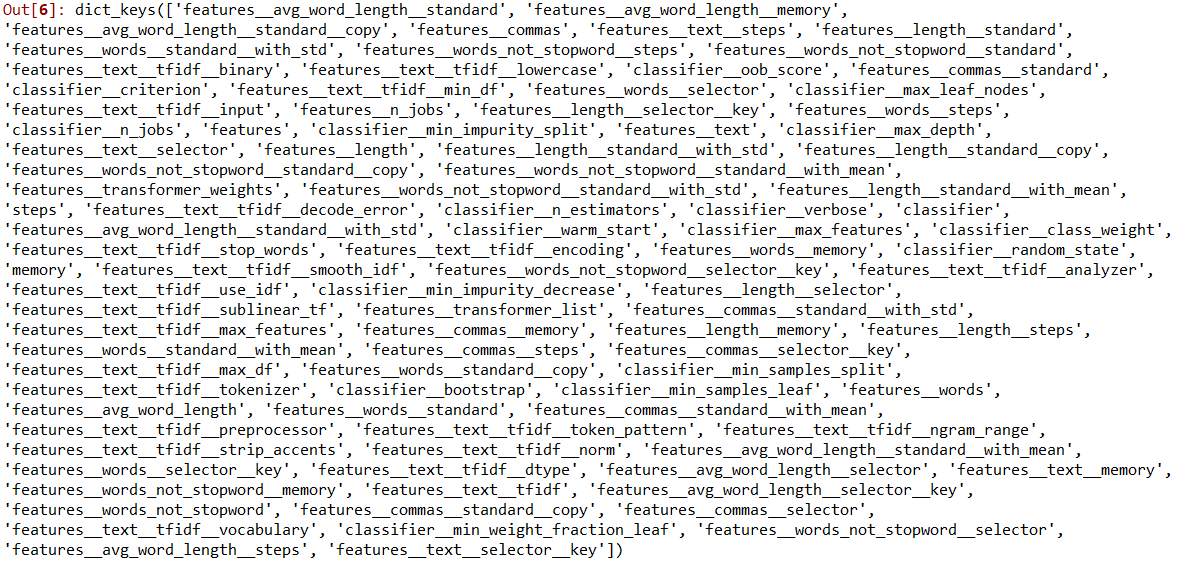 Out[6]: dict_keys(['features__avg_word_length__standard', 'features__avg_word_length__memory',
'features__avg_word_length__standard__copy', 'features__commas', 'features__text__steps', 'features__length__standard',
'features__words__standard__with_std', 'features__words_not_stopword__steps', 'features__words_not_stopword__standard',
'features__text__tfidf__binary', 'features__text__tfidf__lowercase', 'classifier__oob_score', 'features__commas__standard',
'classifier__criterion', 'features__text__tfidf__min_df', 'features__words__selector', 'classifier__max_leaf_nodes',
'features__text__tfidf__input', 'features__n_jobs', 'features__length__selector__key', 'features__words__steps',
'classifier__n_jobs', 'features', 'classifier__min_impurity_split', 'features__text', 'classifier__max_depth',
'features__text__selector', 'features__length', 'features__length__standard__with_std', 'features__length__standard__copy',
'features__words_not_stopword__standard__copy', 'features__words_not_stopword__standard__with_mean',
'features__transformer_weights', 'features__words_not_stopword__standard__with_std', 'features__length__standard__with_mean',
'steps', 'features__text__tfidf__decode_error', 'classifier__n_estimators', 'classifier__verbose', 'classifier',
'features__avg_word_length__standard__with_std', 'classifier__warm_start', 'classifier__max_features', 'classifier__class_weight',
'features__text__tfidf__stop_words', 'features__text__tfidf__encoding', 'features__words__memory', 'classifier__random_state',
'memory', 'features__text__tfidf__smooth_idf', 'features__words_not_stopword__selector__key', 'features__text__tfidf__analyzer',
'features__text__tfidf__use_idf', 'classifier__min_impurity_decrease', 'features__length__selector',
'features__text__tfidf__sublinear_tf', 'features__transformer_list', 'features__commas__standard__with_std',
'features__text__tfidf__max_features', 'features__commas__memory', 'features__length__memory', 'features__length__steps',
'features__words__standard__with_mean', 'features__commas__steps', 'features__commas__selector__key',
'features__text__tfidf__max_df', 'features__words__standard__copy', 'classifier__min_samples_split',
'features__text__tfidf__tokenizer', 'classifier__bootstrap', 'classifier__min_samples_leaf', 'features__words',
'features__avg_word_length', 'features__words__standard', 'features__commas__standard__with_mean',
'features__text__tfidf__preprocessor', 'features__text__tfidf__token_pattern', 'features__text__tfidf__ngram_range',
'features__text__tfidf__strip_accents', 'features__text__tfidf__norm', 'features__avg_word_length__standard__with_mean',
'features__words__selector__key', 'features__text__tfidf__dtype', 'features__avg_word_length__selector', 'features__text__memory',
'features__words_not_stopword__memory', 'features__text__tfidf', 'features__avg_word_length__selector__key',
'features__words_not_stopword', 'features__commas__standard__copy', 'features__commas__selector',
'features__text__tfidf__vocabulary', 'classifier__min_weight_fraction_leaf', 'features__words_not_stopword__selector',
'features__avg_word_length__steps', 'features__text__selector__key'])